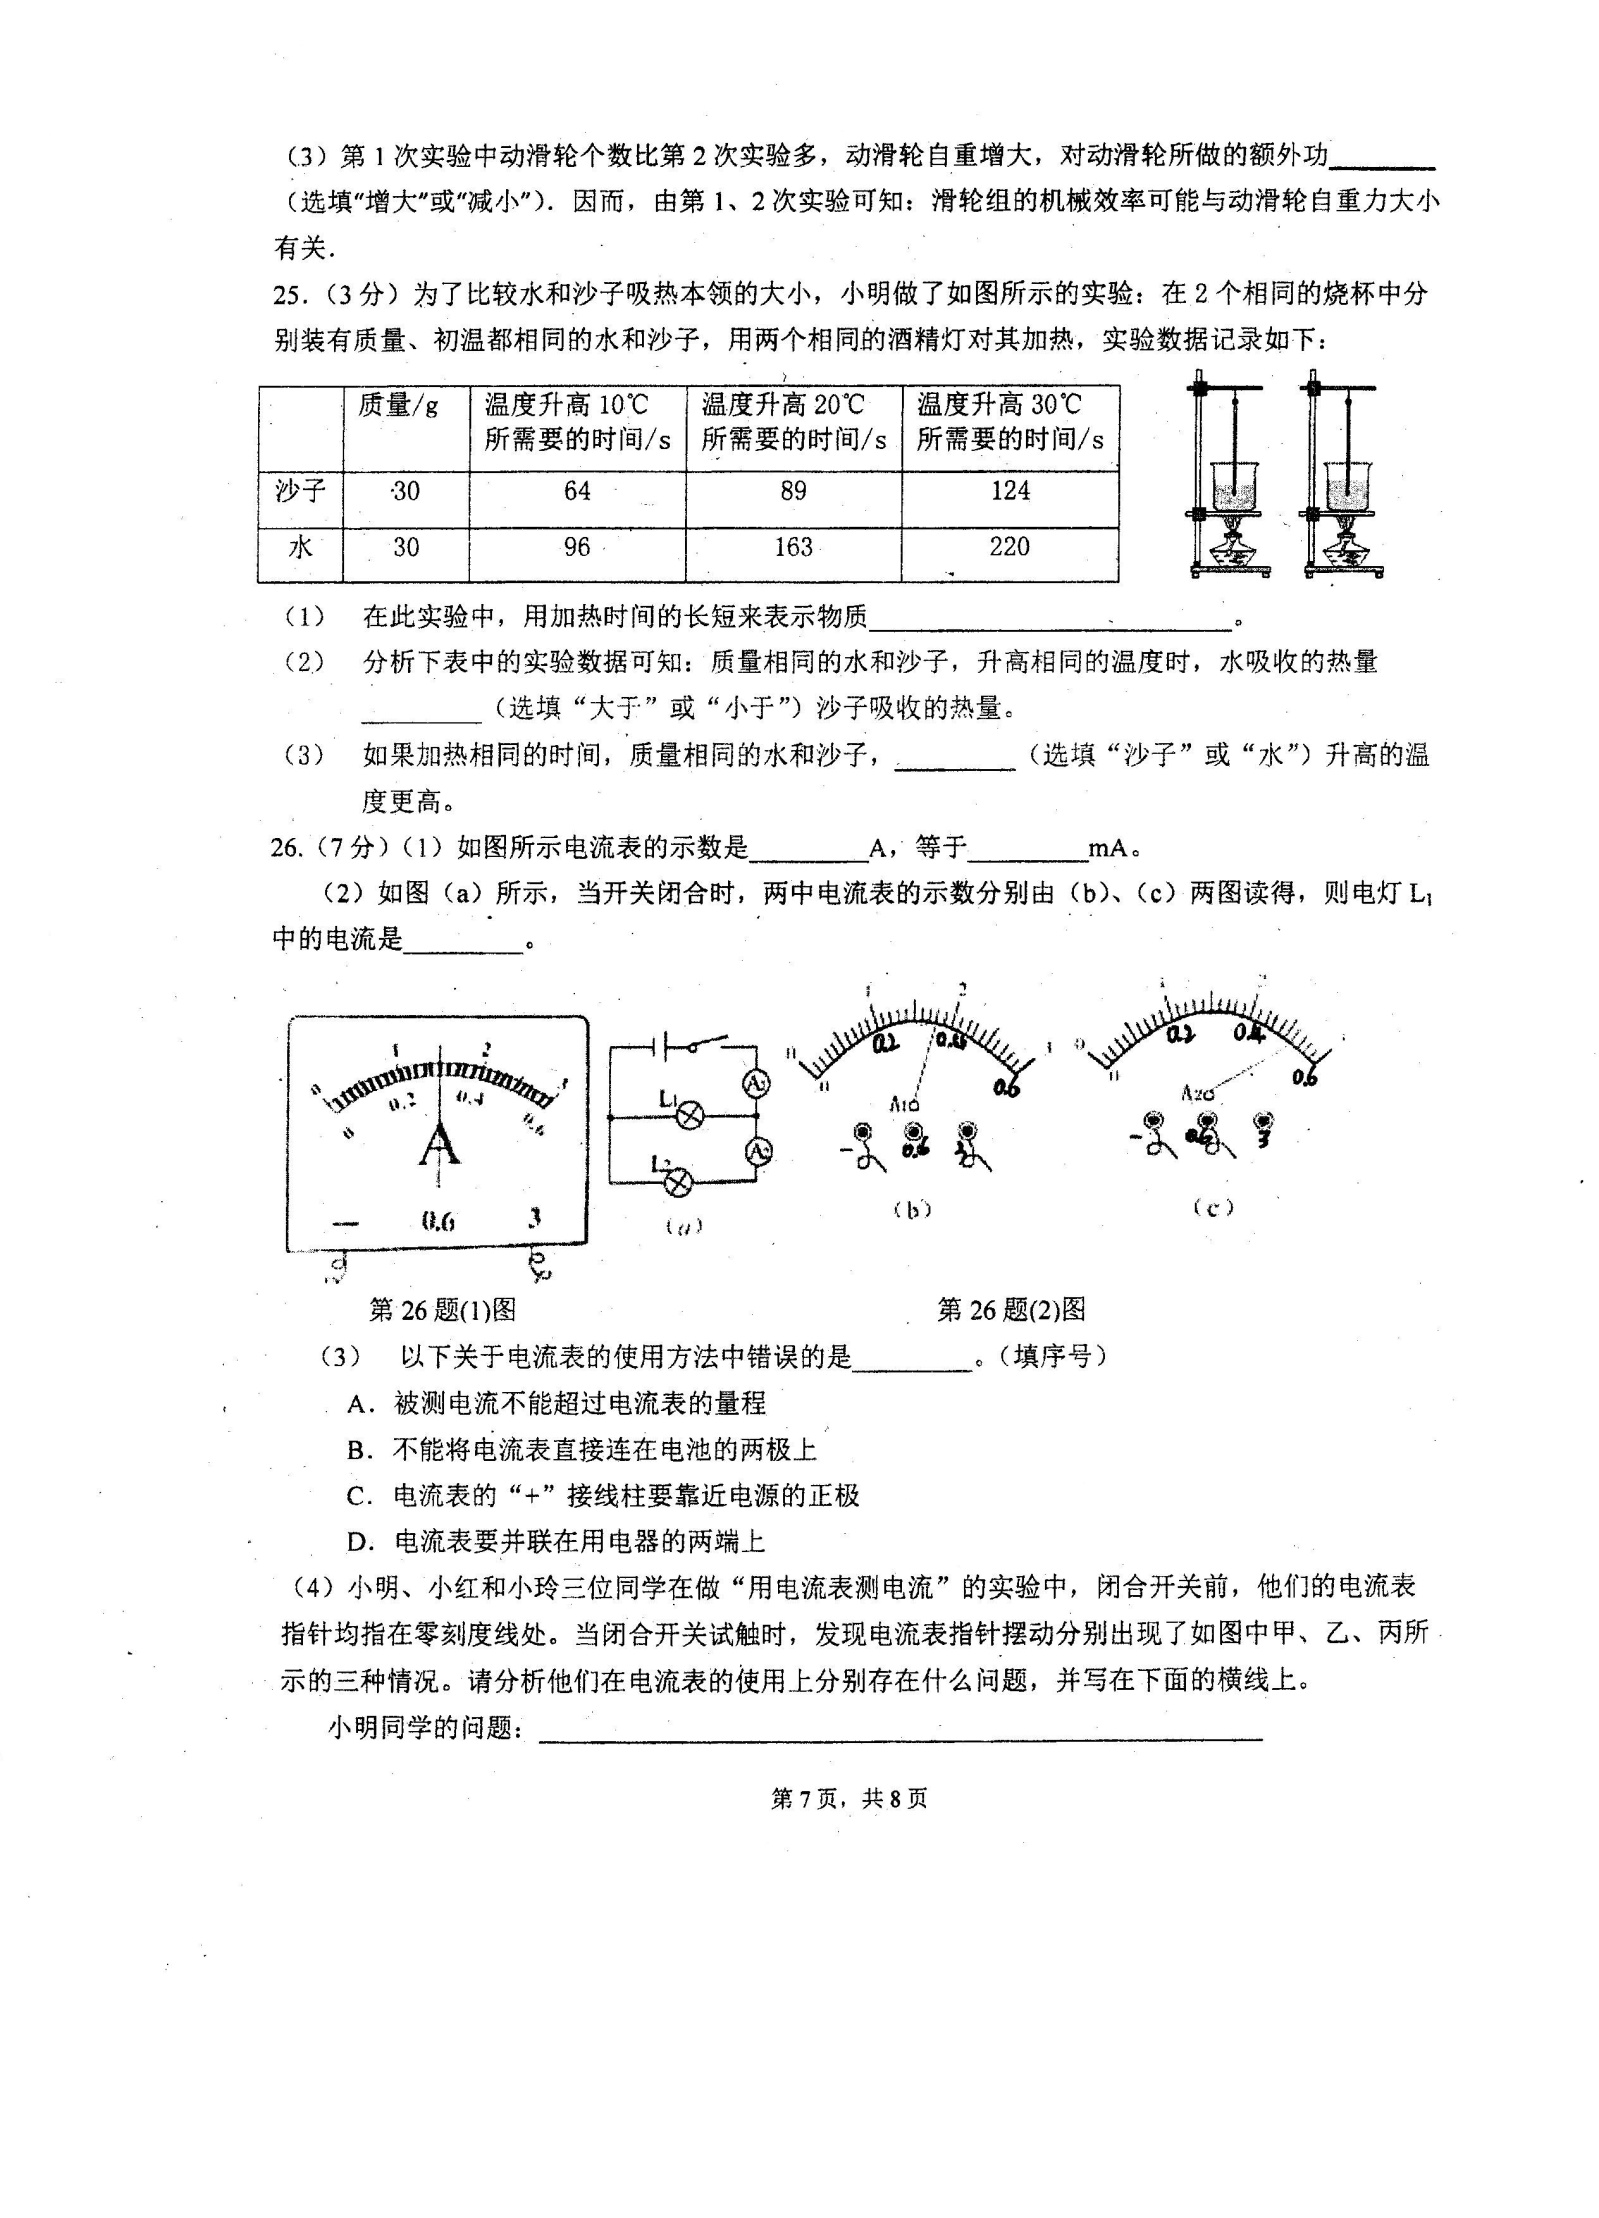 （3）第 1 次实验中动滑轮个数比第 2 次实验多，动滑轮自重增大，对动滑轮所做的额外功________
（选填"增大"或"减小"）．因而，由第 1、2 次实验可知：滑轮组的机械效率可能与动滑轮自重力大小
有关．
25.（3 分）为了比较水和沙子吸热本领的大小，小明做了如图所示的实验：在 2 个相同的烧杯中分
别装有质量、初温都相同的水和沙子，用两个相同的酒精灯对其加热，实验数据记录如下：
质量/g 温度升高 10℃ 温度升高 20℃ 温度升高 30℃
所需要的时间/s 所需要的时间/s 所需要的时间/s
沙子 30 64 89 124
水 30 96 163 220
（1） 在此实验中，用加热时间的长短来表示物质________________________。
（2） 分析下表中的实验数据可知：质量相同的水和沙子，升高相同的温度时，水吸收的热量
________（选填“大于”或“小于”）沙子吸收的热量。
（3） 如果加热相同的时间，质量相同的水和沙子，________（选填“沙子”或“水”）升高的温
度更高。
26.（7 分）（1）如图所示电流表的示数是________A，等于________mA。
（2）如图（a）所示，当开关闭合时，两中电流表的示数分别由（b）、（c）两图读得，则电灯 L1
中的电流是________。
0 1 2 3
0 0.2 0.4 0.6
A
— 0.6 3
L1
L2
A1
A2
(a)
0 1 2
0 0.2 0.4 0.6
A1
- 0.6 3
(b)
0 1 2
0 0.2 0.4 0.6
A2
- 0.6 3
(c)
第 26 题(1)图 第 26 题(2)图
（3） 以下关于电流表的使用方法中错误的是________。（填序号）
A．被测电流不能超过电流表的量程
B．不能将电流表直接连在电池的两极上
C．电流表的“+”接线柱要靠近电源的正极
D．电流表要并联在用电器的两端上
（4）小明、小红和小玲三位同学在做“用电流表测电流”的实验中，闭合开关前，他们的电流表
指针均指在零刻度线处。当闭合开关试触时，发现电流表指针摆动分别出现了如图中甲、乙、丙所
示的三种情况。请分析他们在电流表的使用上分别存在什么问题，并写在下面的横线上。
小明同学的问题：________________________________
第 7 页，共 8 页